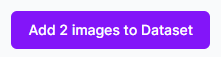 Add 2 images to Dataset